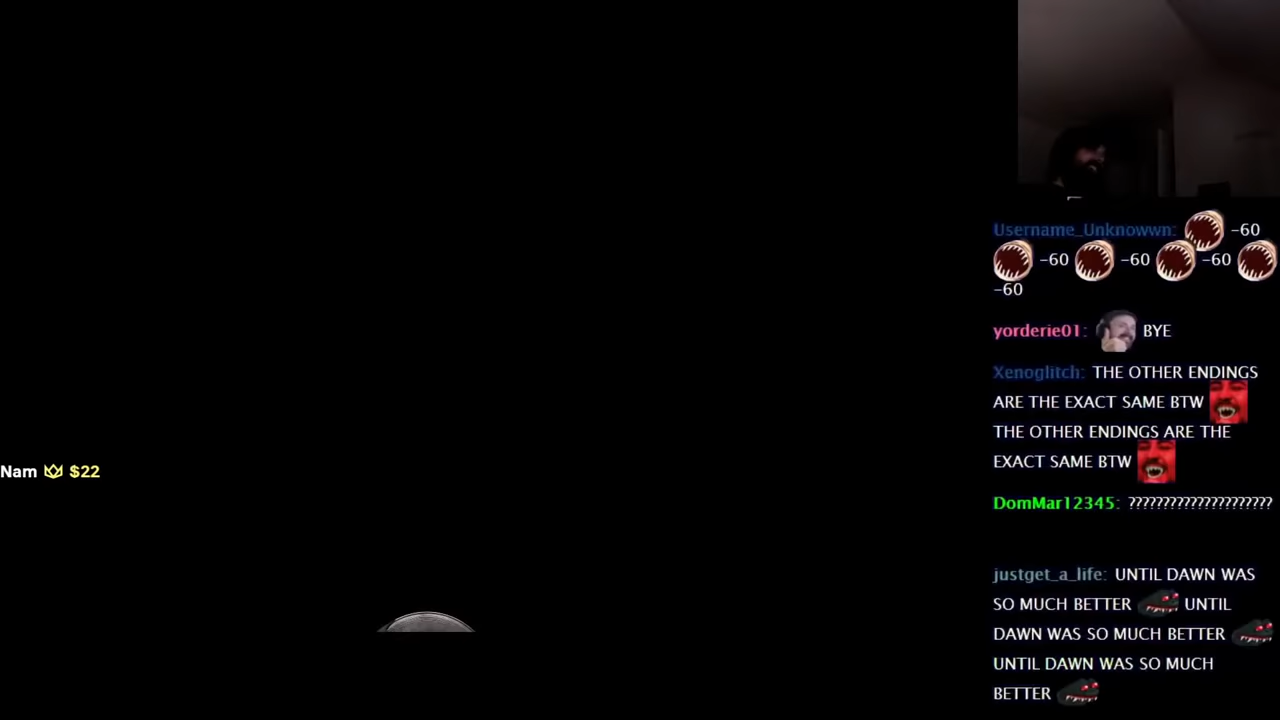 Username_Unknowwn: -60
-60 -60 -60
-60
yorderie01: BYE
Xenoglitch: THE OTHER ENDINGS
ARE THE EXACT SAME BTW
THE OTHER ENDINGS ARE THE
EXACT SAME BTW
Nam $22
DomMar12345: ????????????????????
justget_a_life: UNTIL DAWN WAS
SO MUCH BETTER UNTIL
DAWN WAS SO MUCH BETTER
UNTIL DAWN WAS SO MUCH
BETTER